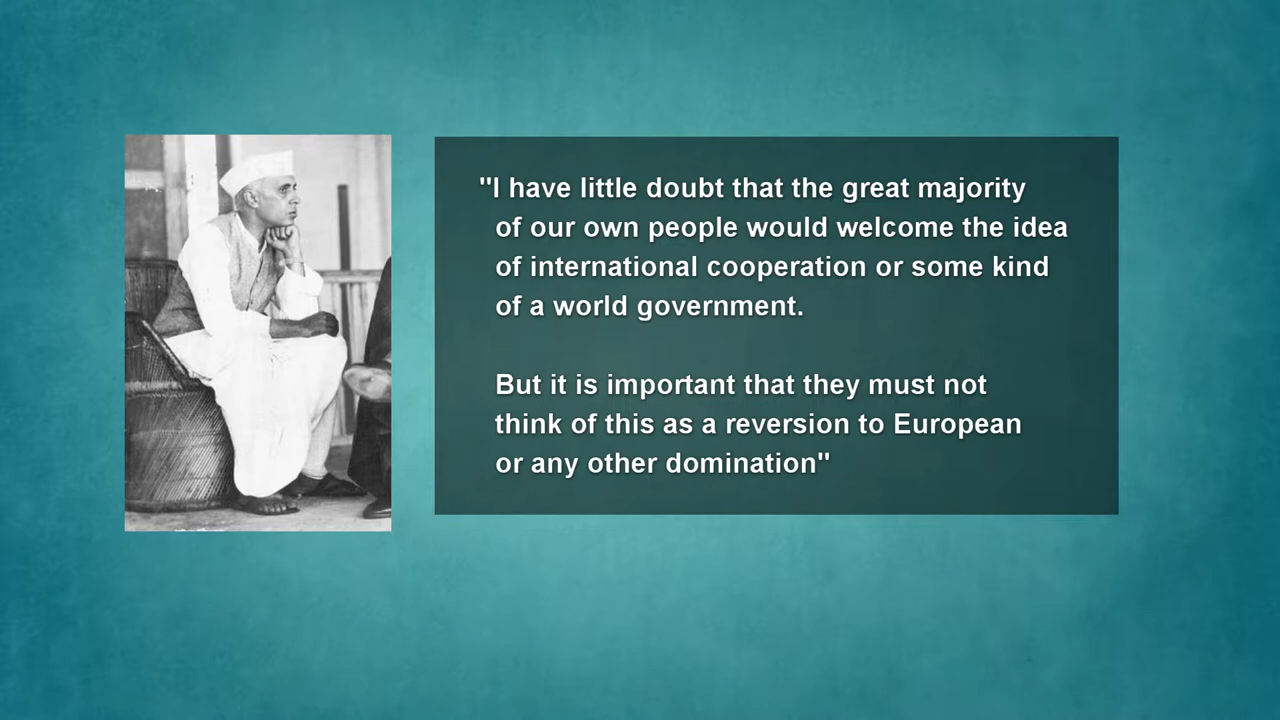 "I have little doubt that the great majority
of our own people would welcome the idea
of international cooperation or some kind
of a world government.
But it is important that they must not
think of this as a reversion to European
or any other domination"